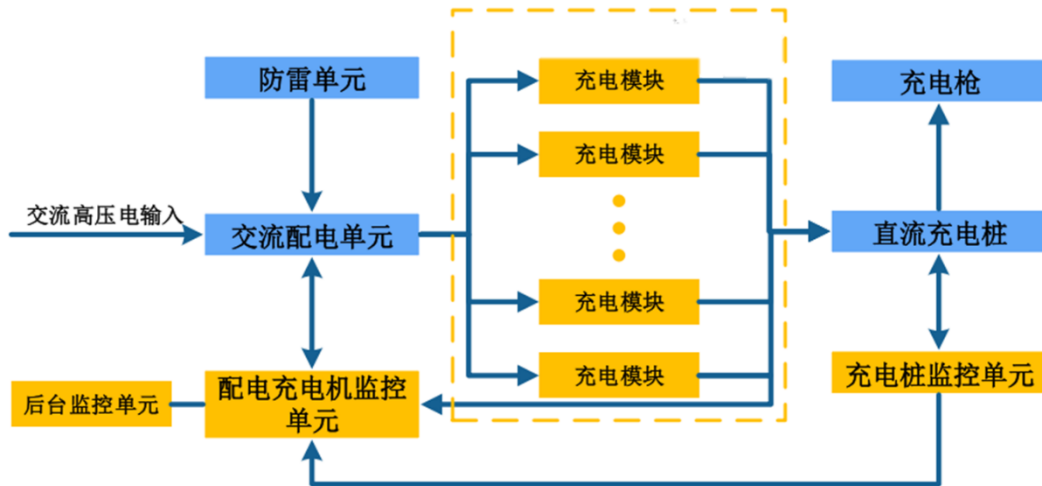 防雷单元
充电模块
充电枪
充电模块
交流高压电输入
交流配电单元
直流充电桩
充电模块
后台监控单元
配电充电机监控
单元
充电模块
充电桩监控单元